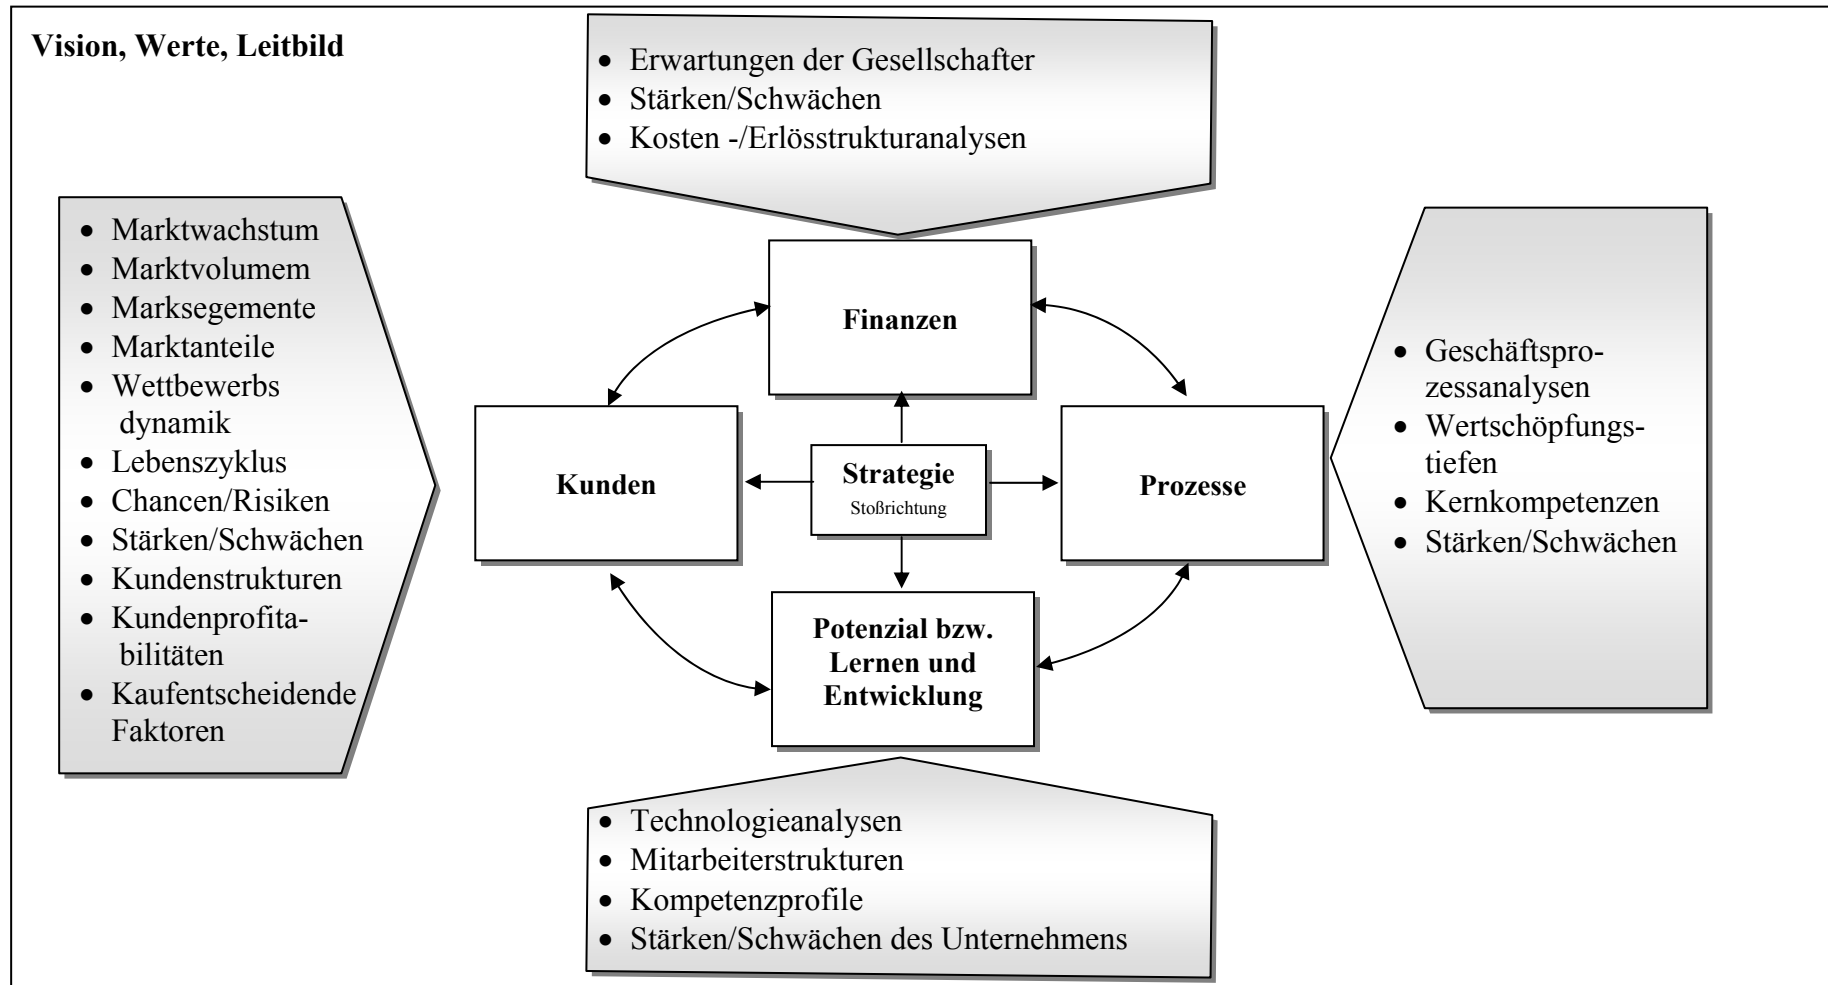 Vision, Werte, Leitbild
• Erwartungen der Gesellschafter
• Stärken/Schwächen
• Kosten -/Erlösstrukturanalysen
• Marktwachstum
• Marktvolumem
• Marksegemente
• Marktanteile
• Wettbewerbs
dynamik
• Lebenszyklus
• Chancen/Risiken
• Stärken/Schwächen
• Kundenstrukturen
• Kundenprofita-
bilitäten
• Kaufentscheidende
Faktoren
Finanzen
Kunden
Strategie
Stoßrichtung
Prozesse
Potenzial bzw.
Lernen und
Entwicklung
• Geschäftspro-
zessanalysen
• Wertschöpfungs-
tiefen
• Kernkompetenzen
• Stärken/Schwächen
• Technologieanalysen
• Mitarbeiterstrukturen
• Kompetenzprofile
• Stärken/Schwächen des Unternehmens